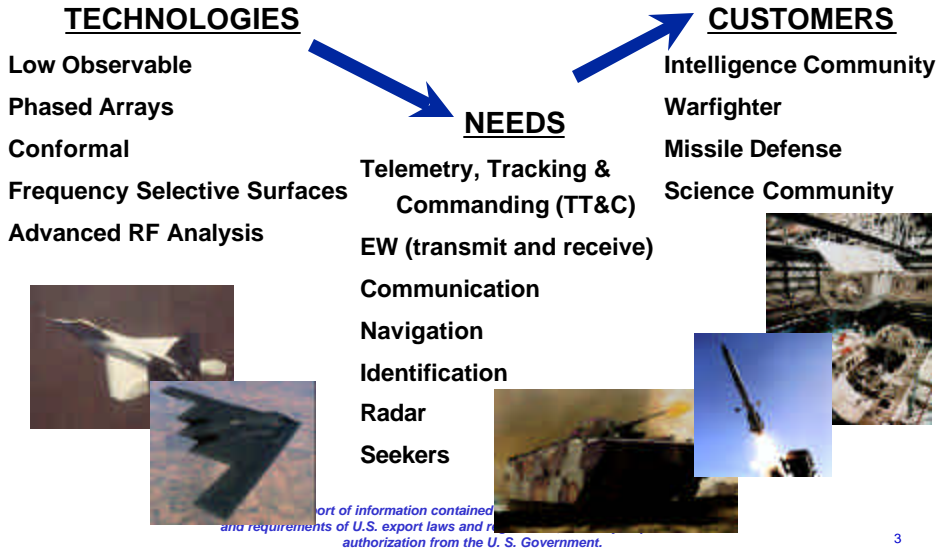 TECHNOLOGIES
Low Observable
Phased Arrays
Conformal
Frequency Selective Surfaces
Advanced RF Analysis
NEEDS
Telemetry, Tracking &
Commanding (TT&C)
EW (transmit and receive)
Communication
Navigation
Identification
Radar
Seekers
CUSTOMERS
Intelligence Community
Warfighter
Missile Defense
Science Community
of information contained
and requirements of U.S. export laws and
authorization from the U. S. Government.
3